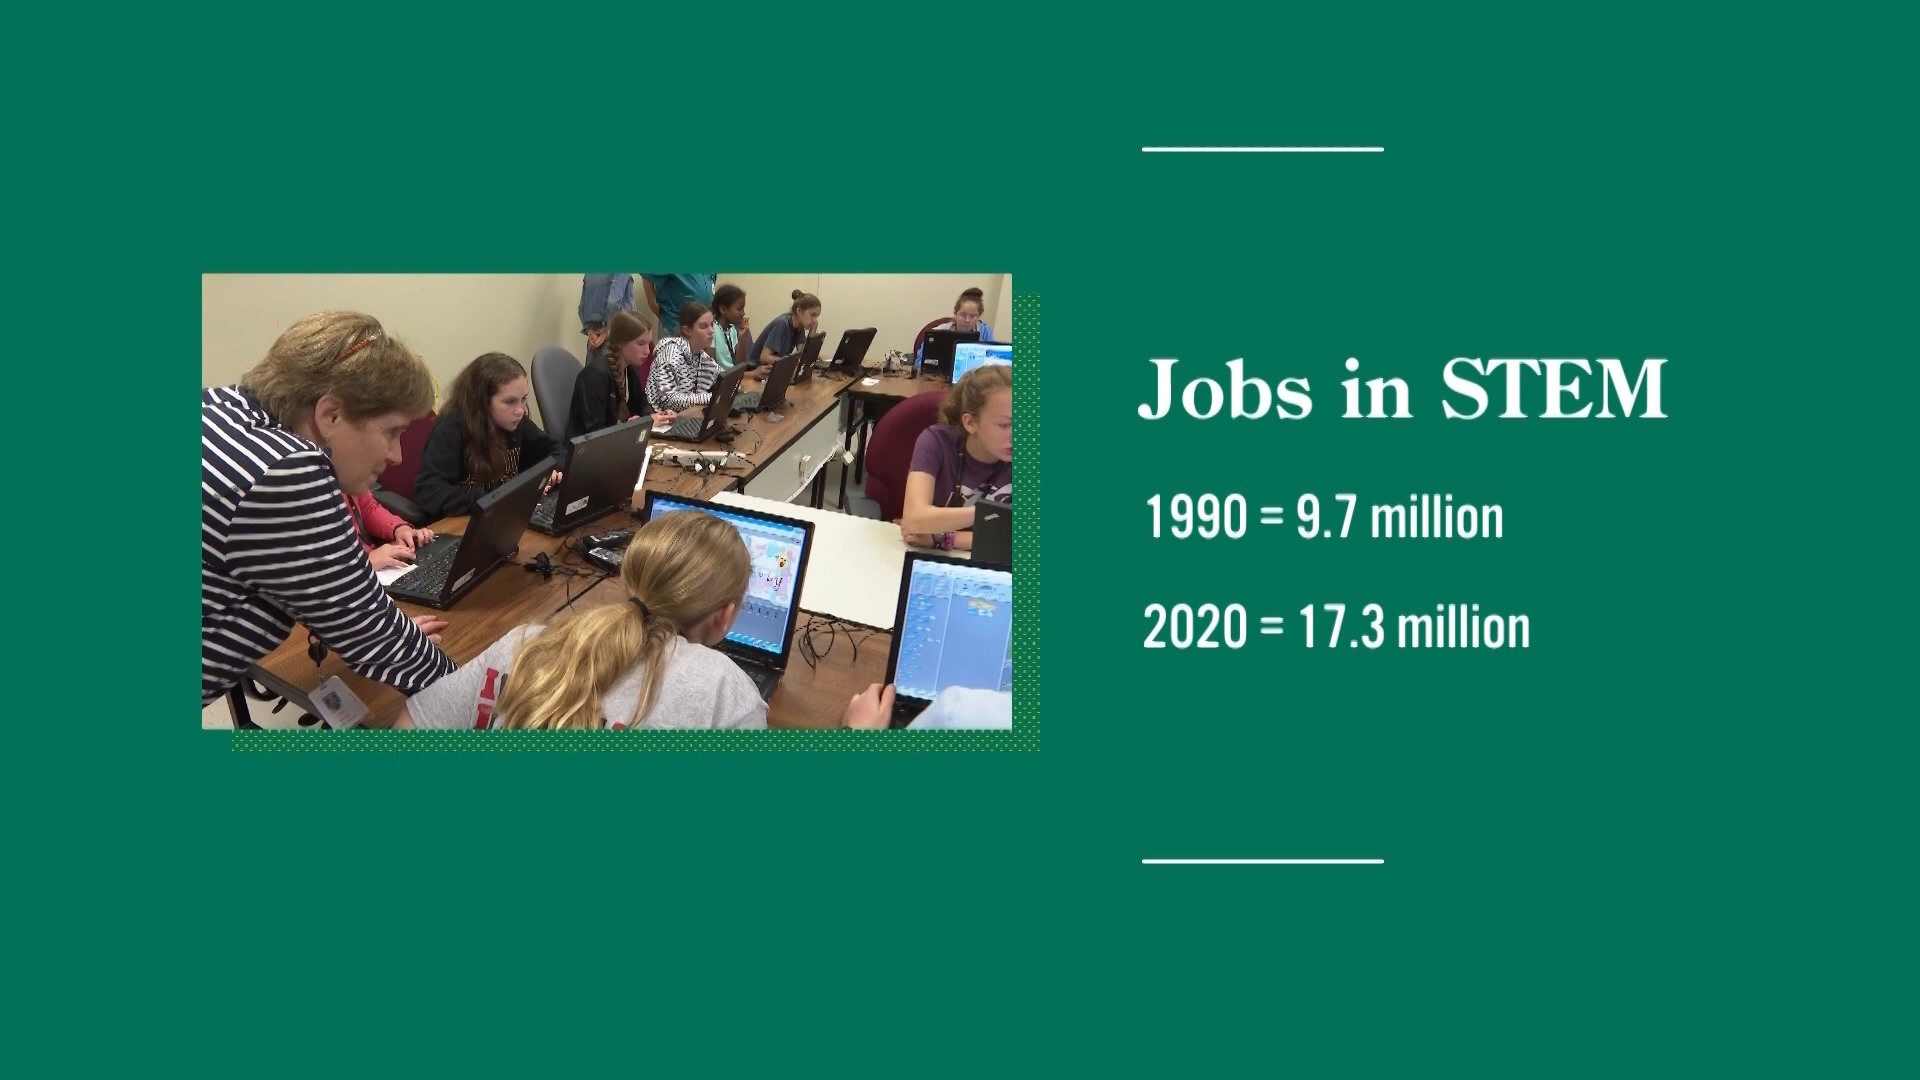 Jobs in STEM
1990 = 9.7 million
2020 = 17.3 million